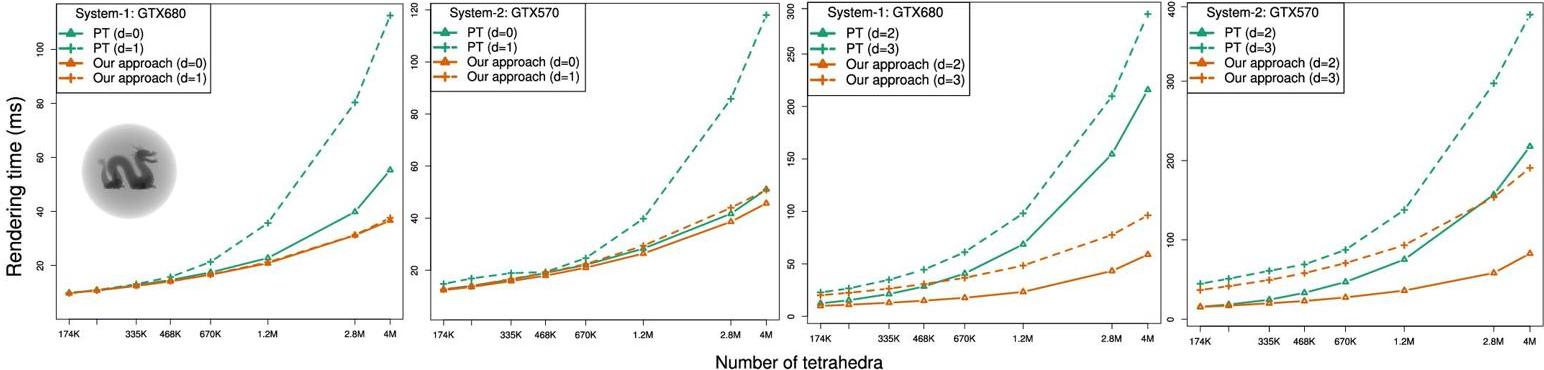 System-1: GTX680
PT (d=0)
PT (d=1)
Our approach (d=0)
Our approach (d=1)
Rendering time (ms)
100
80
60
40
20
174K 335K 468K 670K 1.2M 2.8M 4M
System-2: GTX570
PT (d=0)
PT (d=1)
Our approach (d=0)
Our approach (d=1)
120
100
80
60
40
20
174K 335K 468K 670K 1.2M 2.8M 4M
System-1: GTX680
PT (d=2)
PT (d=3)
Our approach (d=2)
Our approach (d=3)
300
250
200
150
100
50
0
174K 335K 468K 670K 1.2M 2.8M 4M
System-2: GTX570
PT (d=2)
PT (d=3)
Our approach (d=2)
Our approach (d=3)
400
300
200
100
0
174K 335K 468K 670K 1.2M 2.8M 4M
Number of tetrahedra